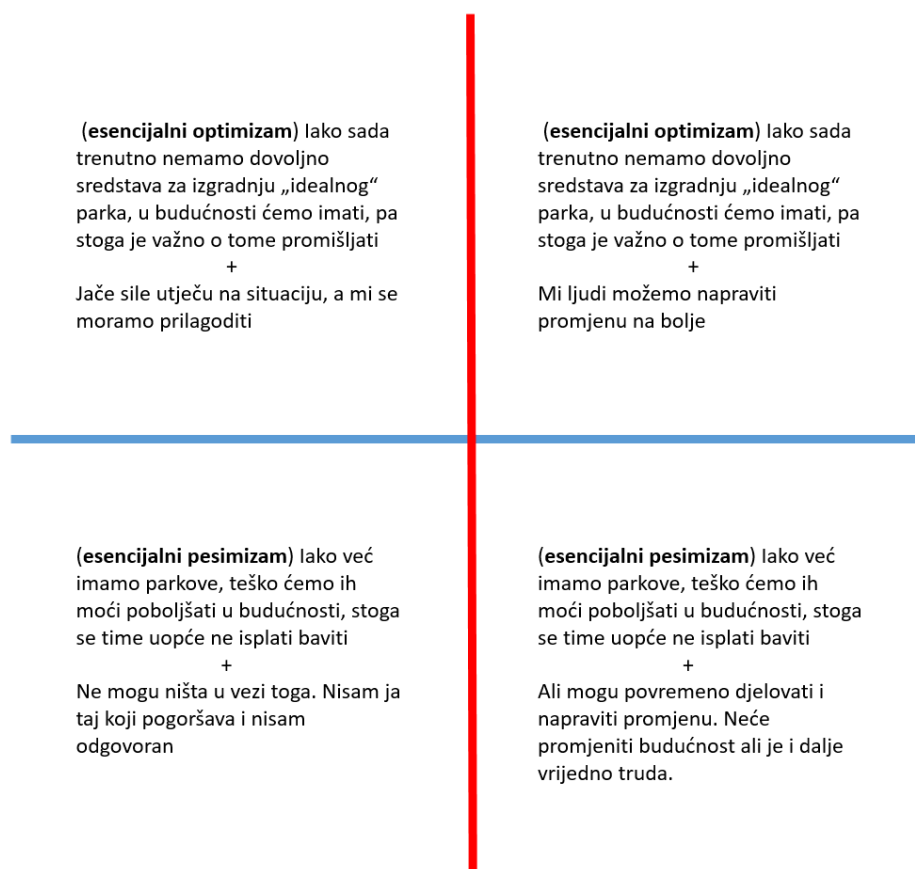 (esencijalni optimizam) Iako sada
trenutno nemamo dovoljno
sredstava za izgradnju „idealnog“
parka, u budućnosti ćemo imati, pa
stoga je važno o tome promišljati
+
Jače sile utječu na situaciju, a mi se
moramo prilagoditi
(esencijalni optimizam) Iako sada
trenutno nemamo dovoljno
sredstava za izgradnju „idealnog“
parka, u budućnosti ćemo imati, pa
stoga je važno o tome promišljati
+
Mi ljudi možemo napraviti
promjenu na bolje
(esencijalni pesimizam) Iako već
imamo parkove, teško ćemo ih
moći poboljšati u budućnosti, stoga
se time uopće ne isplati baviti
+
Ne mogu ništa u vezi toga. Nisam ja
taj koji pogoršava i nisam
odgovoran
(esencijalni pesimizam) Iako već
imamo parkove, teško ćemo ih
moći poboljšati u budućnosti, stoga
se time uopće ne isplati baviti
+
Ali mogu povremeno djelovati i
napraviti promjenu. Neće
promjeniti budućnost ali je i dalje
vrijedno truda.